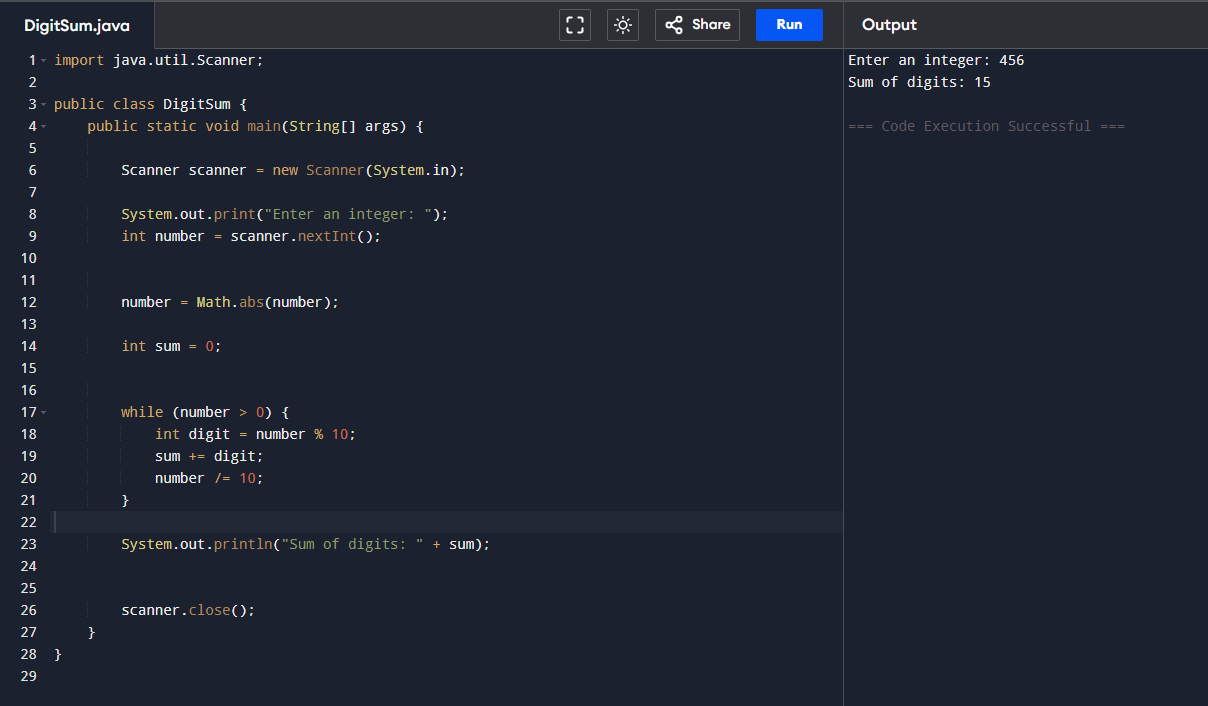 DigitSum.java
Share
Run
Output
1 import java.util.Scanner;
2
3 public class DigitSum {
4     public static void main(String[] args) {
5
6         Scanner scanner = new Scanner(System.in);
7
8         System.out.print("Enter an integer: ");
9         int number = scanner.nextInt();
10
11
12         number = Math.abs(number);
13
14         int sum = 0;
15
16
17         while (number > 0) {
18             int digit = number % 10;
19             sum += digit;
20             number /= 10;
21         }
22
23         System.out.println("Sum of digits: " + sum);
24
25
26         scanner.close();
27     }
28 }
29
Enter an integer: 456
Sum of digits: 15
=== Code Execution Successful ===